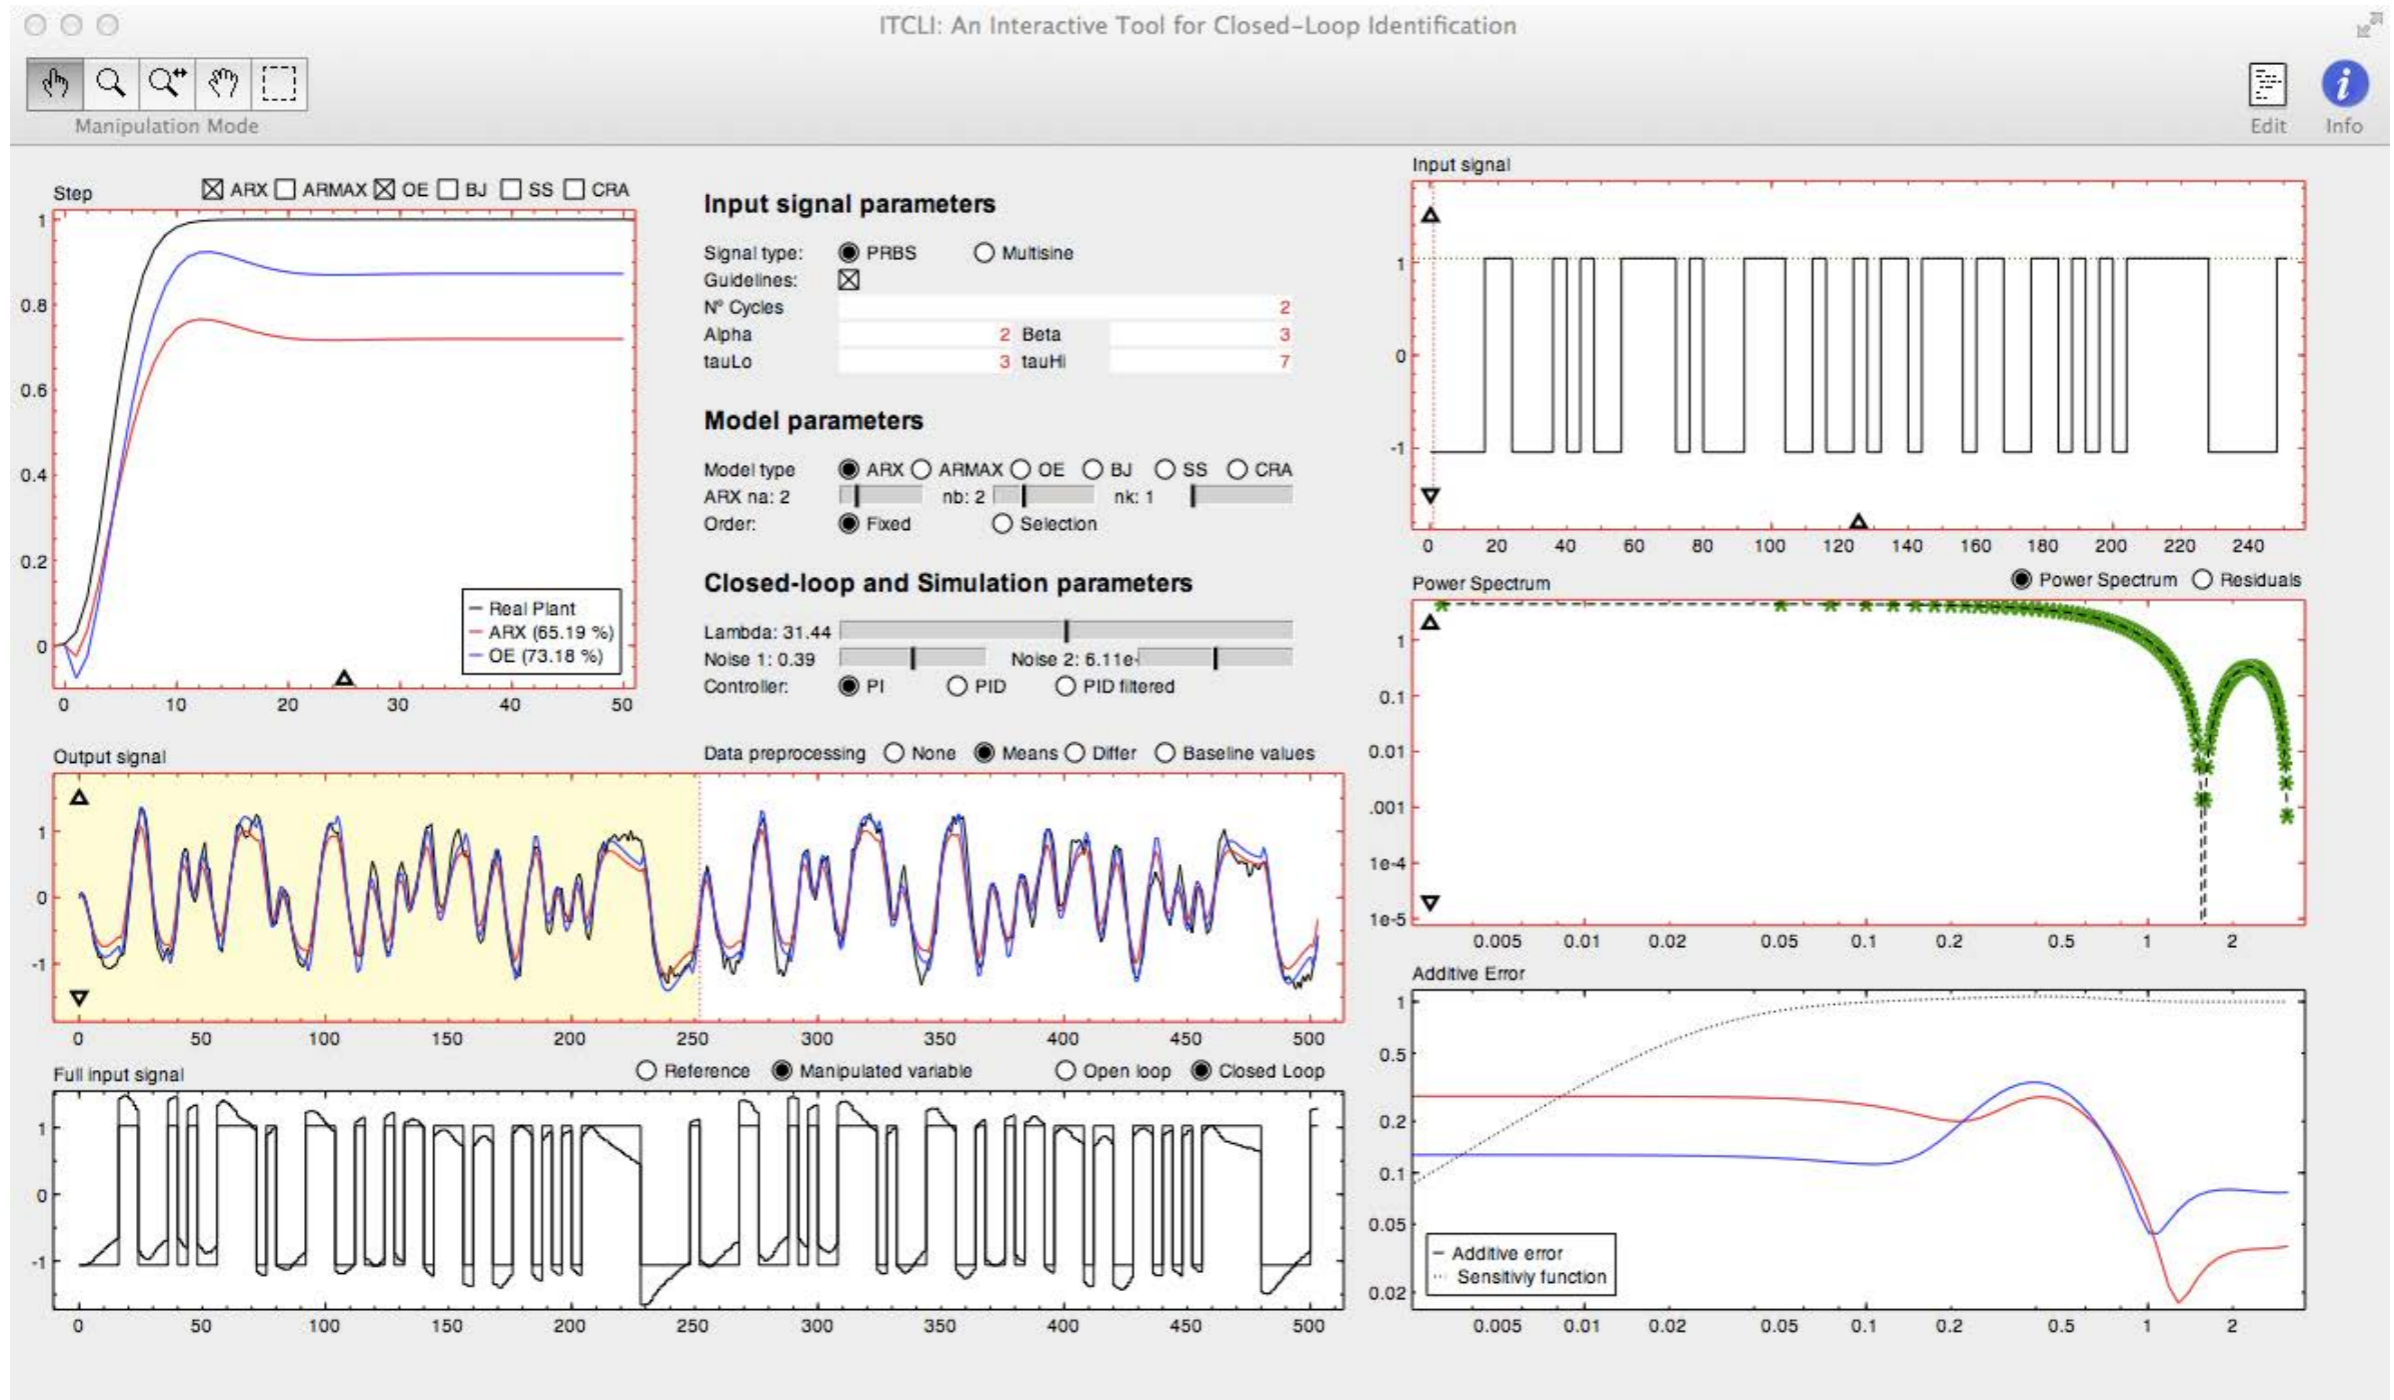 ITCLI: An Interactive Tool for Closed-Loop Identification
Manipulation Mode
Edit Info
Step ARX ARMAX OE BJ SS CRA
1
0.8
0.6
0.4
0.2
0
— Real Plant
— ARX (65.19 %)
— OE (73.18 %)
0 10 20 30 40 50
Input signal parameters
Signal type: PRBS Multisine
Guidelines:
Nº Cycles 2
Alpha 2 Beta 3
tauLo 3 tauHi 7
Model parameters
Model type ARX ARMAX OE BJ SS CRA
ARX na: 2 nb: 2 nk: 1
Order: Fixed Selection
Closed-loop and Simulation parameters
Lambda: 31.44
Noise 1: 0.39 Noise 2: 6.11e-
Controller: PI PID PID filtered
Input signal
1
0
-1
0 20 40 60 80 100 120 140 160 180 200 220 240
Power Spectrum Power Spectrum Residuals
1
0.1
0.01
.001
1e-4
1e-5
0.005 0.01 0.02 0.05 0.1 0.2 0.5 1 2
Output signal Data preprocessing None Means Differ Baseline values
1
0
-1
0 50 100 150 200 250 300 350 400 450 500
Full input signal Reference Manipulated variable Open loop Closed Loop
1
0
-1
0 50 100 150 200 250 300 350 400 450 500
Additive Error
1
0.5
0.2
0.1
0.05
0.02
— Additive error
... Sensitiviy function
0.005 0.01 0.02 0.05 0.1 0.2 0.5 1 2